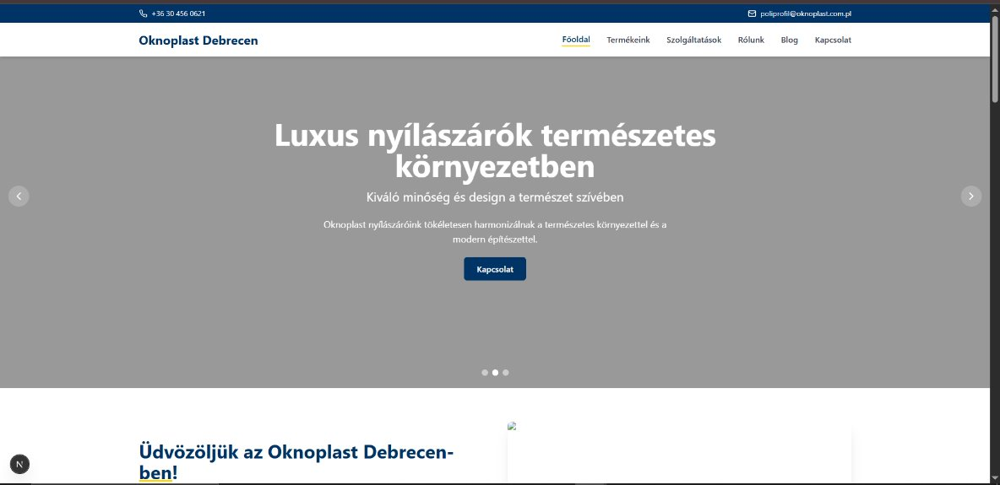 +36 30 456 0621
poliprofil@oknoplast.com.pl
Oknoplast Debrecen
Főoldal
Termékeink
Szolgáltatások
Rólunk
Blog
Kapcsolat
Luxus nyílászárók természetes
környezetben
Kiváló minőség és design a természet szívében
Oknoplast nyílászáróink tökéletesen harmonizálnak a természetes környezettel és a
modern építészettel.
Kapcsolat
Üdvözöljük az Oknoplast Debrecen-
ben!
N